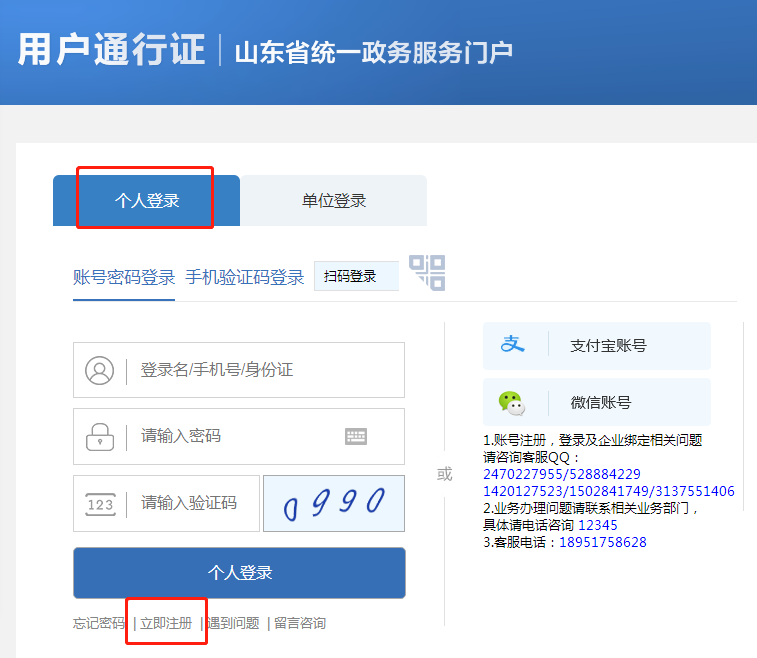 用户通行证 | 山东省统一政务服务门户
个人登录 单位登录
账号密码登录 手机验证码登录 扫码登录
登录名/手机号/身份证
请输入密码
123 请输入验证码 0990
个人登录
忘记密码 | 立即注册 | 遇到问题 | 留言咨询
或
支付宝账号
微信账号
1.账号注册，登录及企业绑定相关问题
请咨询客服QQ：
2470227955/528884229
1420127523/1502841749/3137551406
2.业务办理问题请联系相关业务部门，
具体请电话咨询 12345
3.客服电话：18951758628